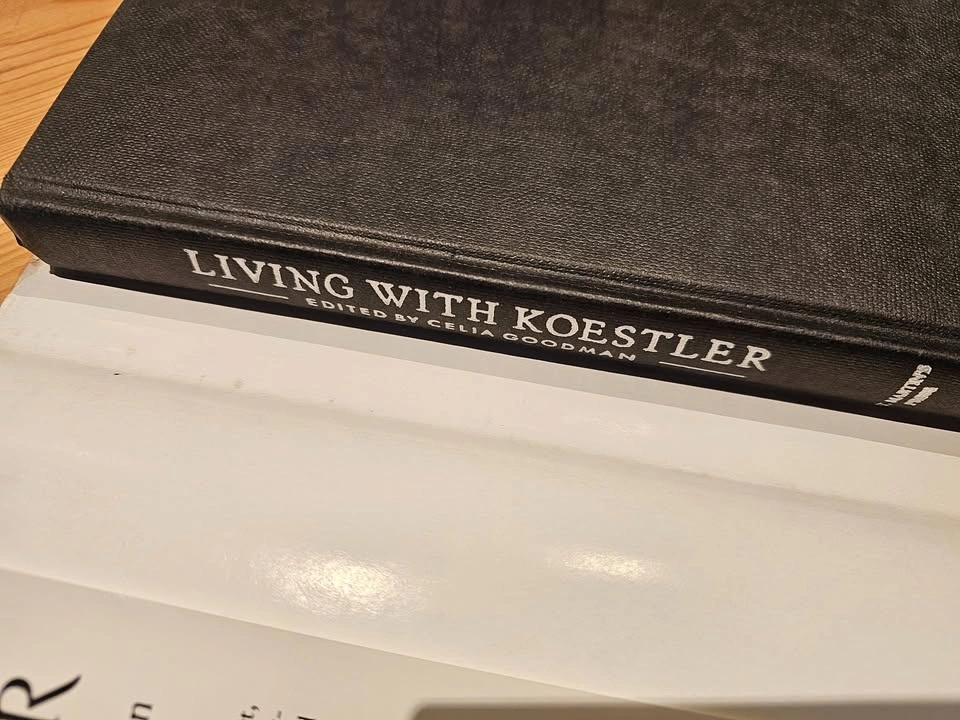 LIVING WITH KOESTLER
EDITED BY CELIA GOODMAN
R
n
t,